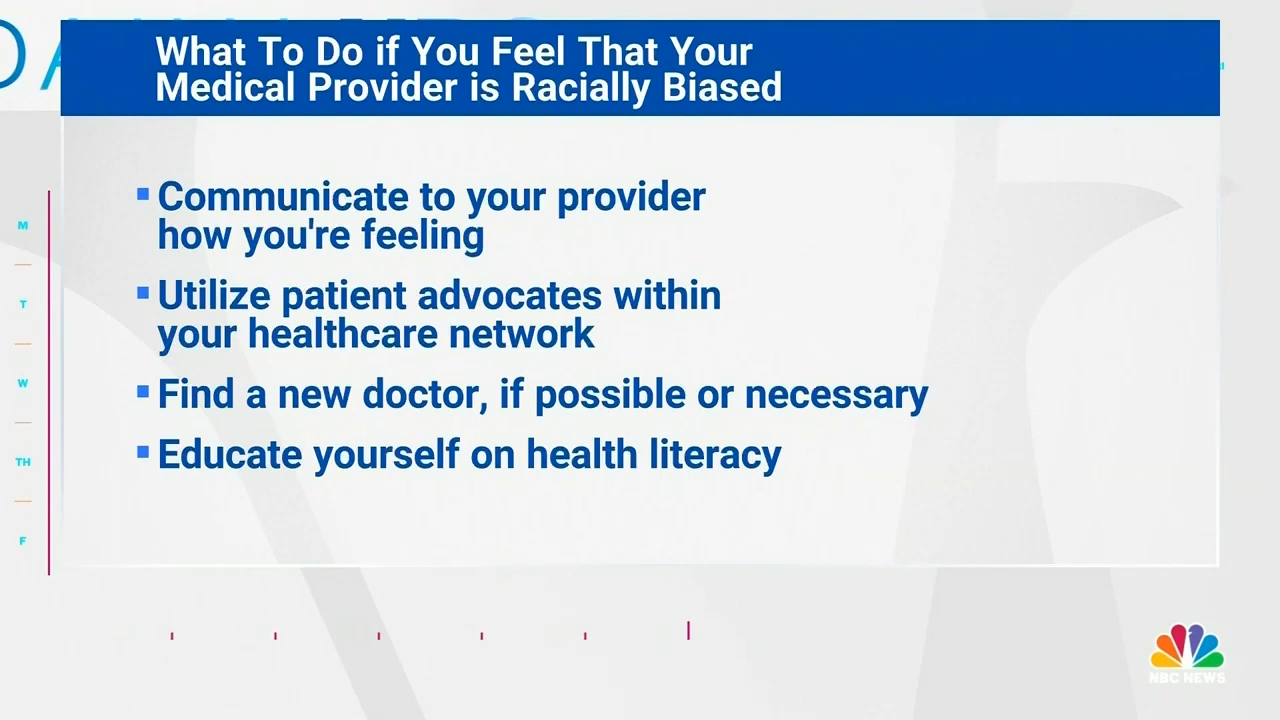 What To Do if You Feel That Your
Medical Provider is Racially Biased
Communicate to your provider
how you're feeling
Utilize patient advocates within
your healthcare network
Find a new doctor, if possible or necessary
Educate yourself on health literacy
M
T
W
TH
F
NBC NEWS